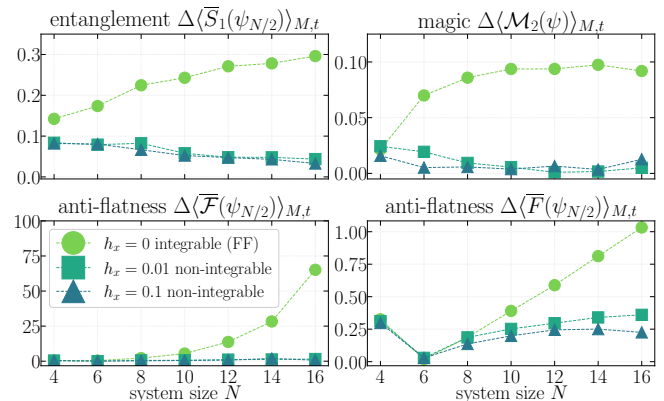 entanglement Δ⟨S̅₁(ψ_{N/2})⟩_{M,t}
magic Δ⟨ℳ₂(ψ)⟩_{M,t}
0.3
0.2
0.1
0.0
0.10
0.05
0.00
anti-flatness Δ⟨ℱ̅(ψ_{N/2})⟩_{M,t}
anti-flatness Δ⟨F̅(ψ_{N/2})⟩_{M,t}
100
75
50
25
0
h_x = 0 integrable (FF)
h_x = 0.01 non-integrable
h_x = 0.1 non-integrable
1.00
0.75
0.50
0.25
0.00
4 6 8 10 12 14 16
4 6 8 10 12 14 16
system size N
system size N